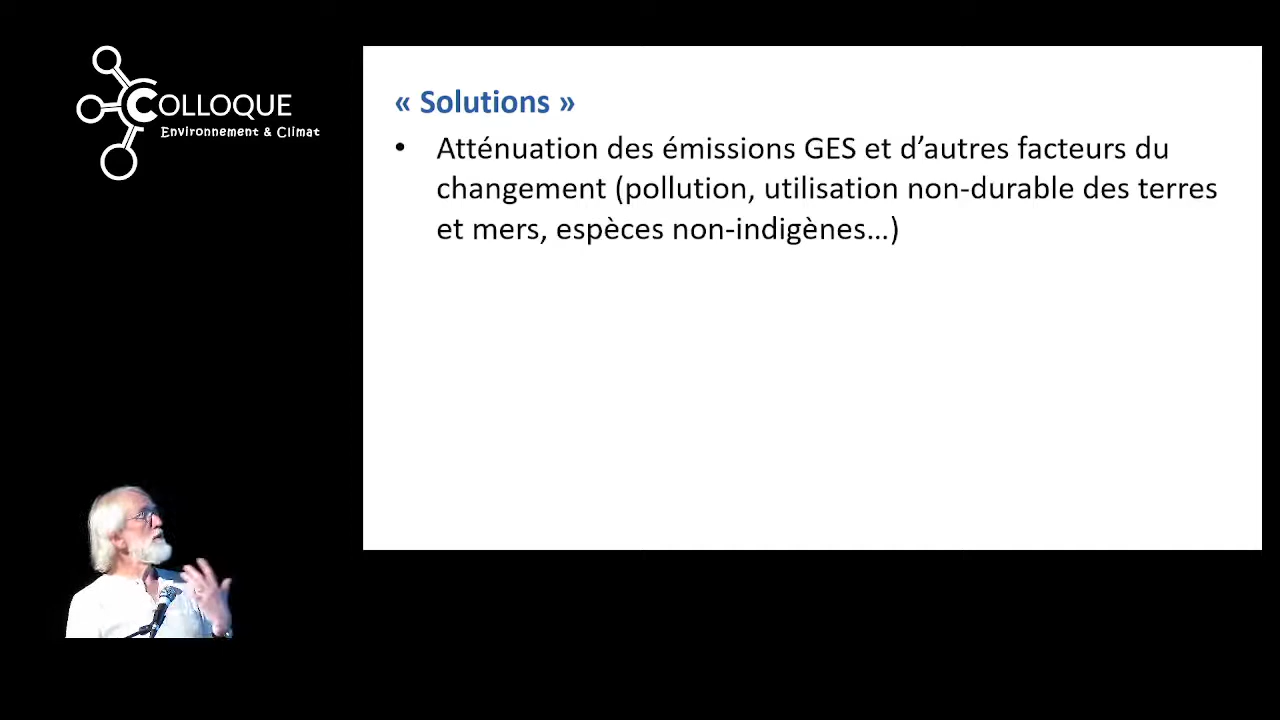 COLLOQUE
Environnement & Climat
« Solutions »
• Atténuation des émissions GES et d’autres facteurs du
changement (pollution, utilisation non-durable des terres
et mers, espèces non-indigènes…)